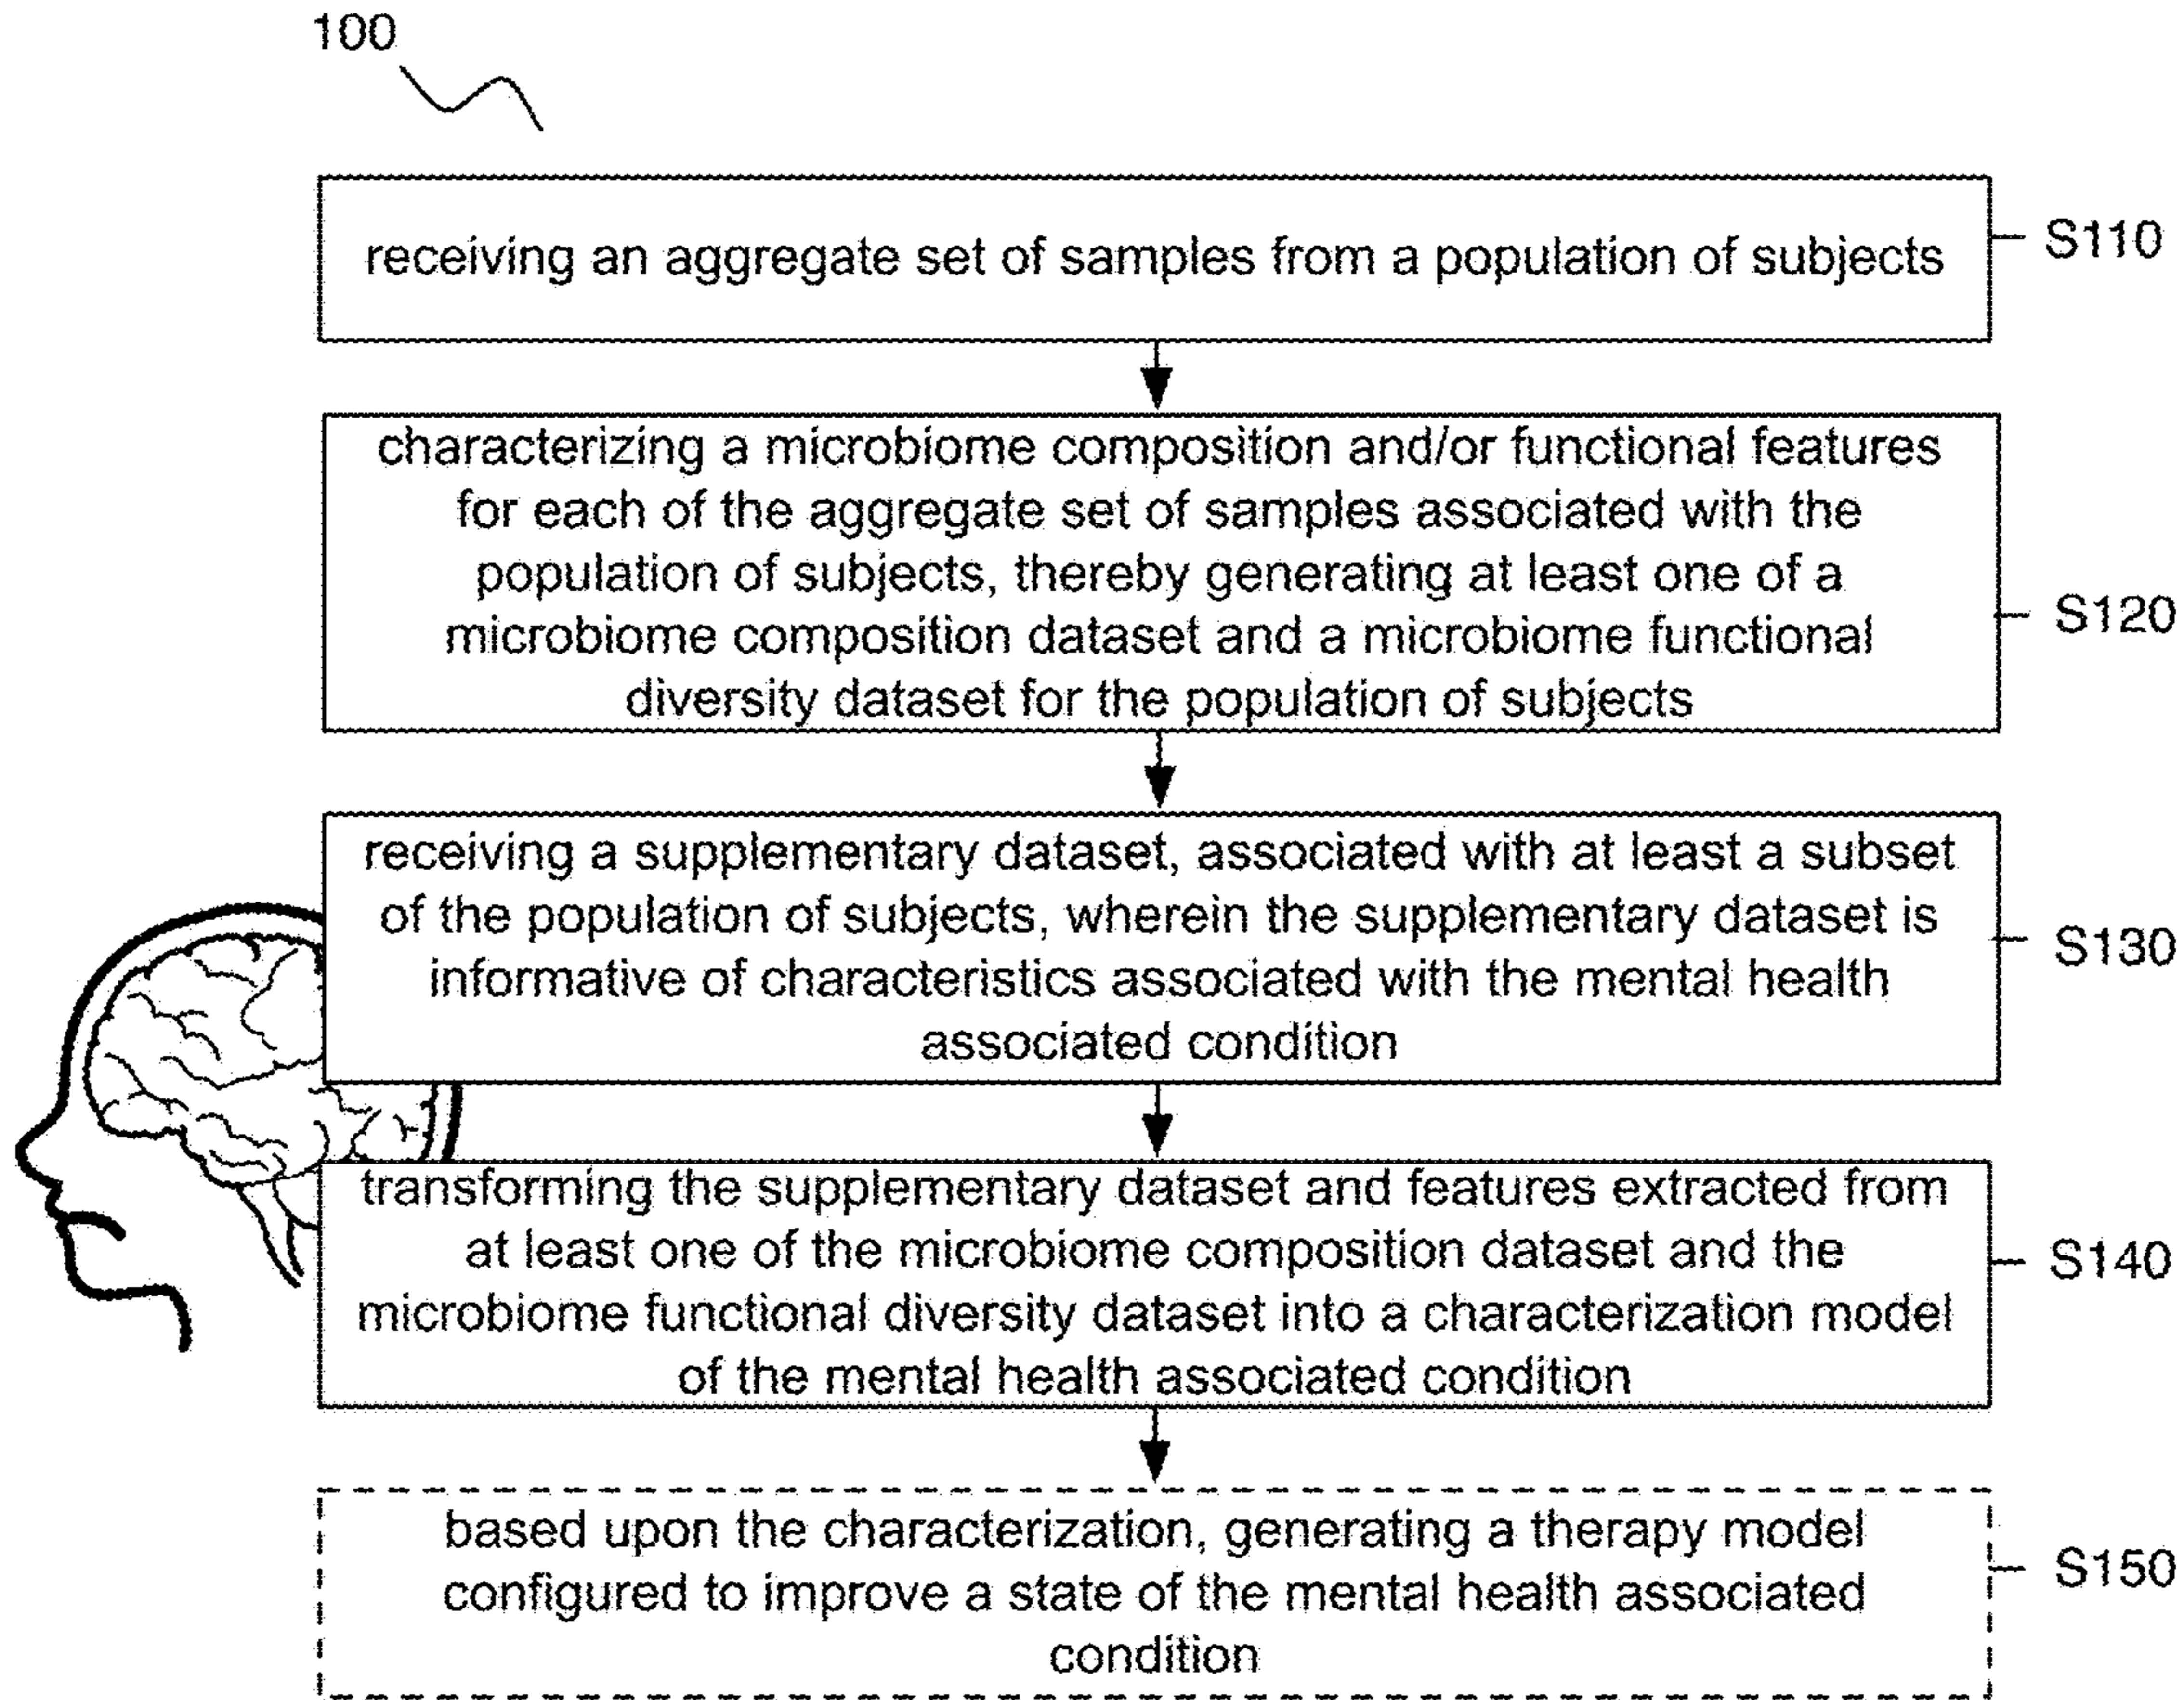 100
receiving an aggregate set of samples from a population of subjects
S110
characterizing a microbiome composition and/or functional features
for each of the aggregate set of samples associated with the
population of subjects, thereby generating at least one of a
microbiome composition dataset and a microbiome functional
diversity dataset for the population of subjects
S120
receiving a supplementary dataset, associated with at least a subset
of the population of subjects, wherein the supplementary dataset is
informative of characteristics associated with the mental health
associated condition
S130
transforming the supplementary dataset and features extracted from
at least one of the microbiome composition dataset and the
microbiome functional diversity dataset into a characterization model
of the mental health associated condition
S140
based upon the characterization, generating a therapy model
configured to improve a state of the mental health associated
condition
S150